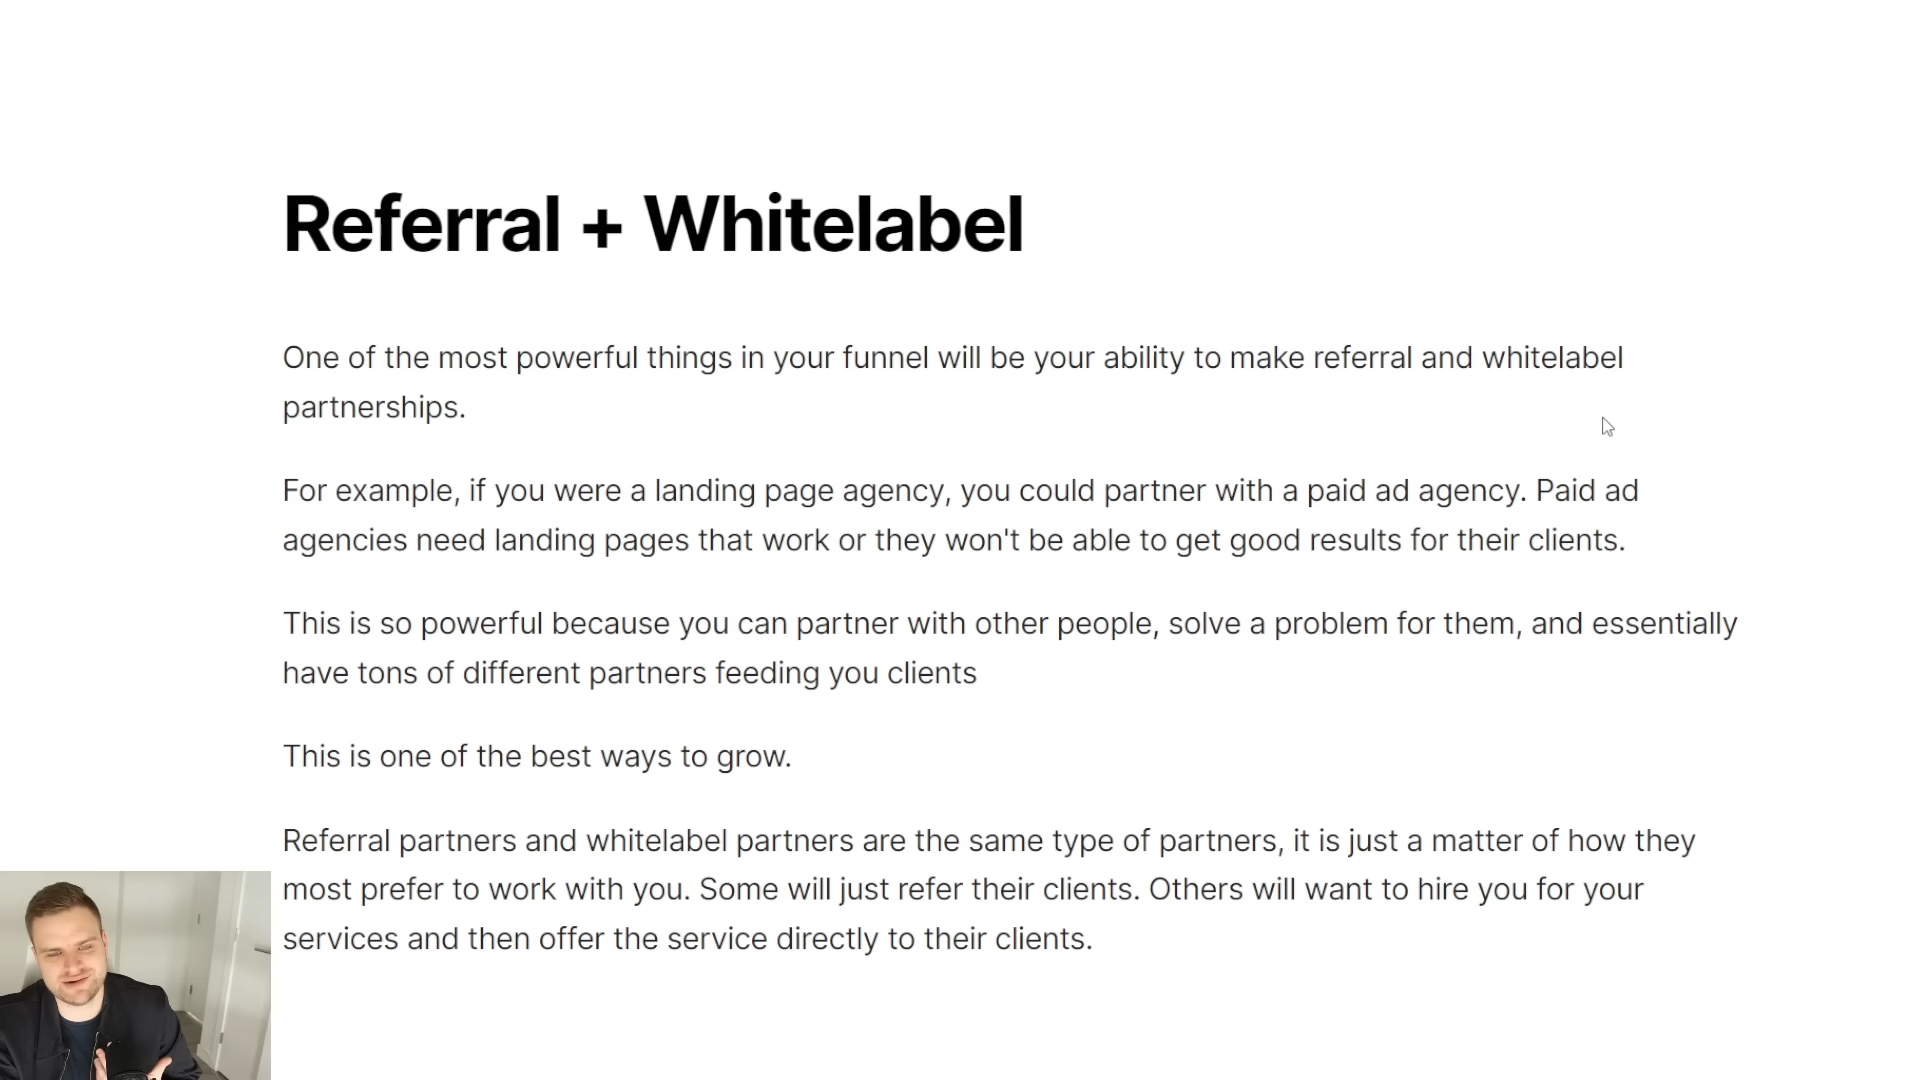 Referral + Whitelabel
One of the most powerful things in your funnel will be your ability to make referral and whitelabel
partnerships.
For example, if you were a landing page agency, you could partner with a paid ad agency. Paid ad
agencies need landing pages that work or they won't be able to get good results for their clients.
This is so powerful because you can partner with other people, solve a problem for them, and essentially
have tons of different partners feeding you clients
This is one of the best ways to grow.
Referral partners and whitelabel partners are the same type of partners, it is just a matter of how they
most prefer to work with you. Some will just refer their clients. Others will want to hire you for your
services and then offer the service directly to their clients.